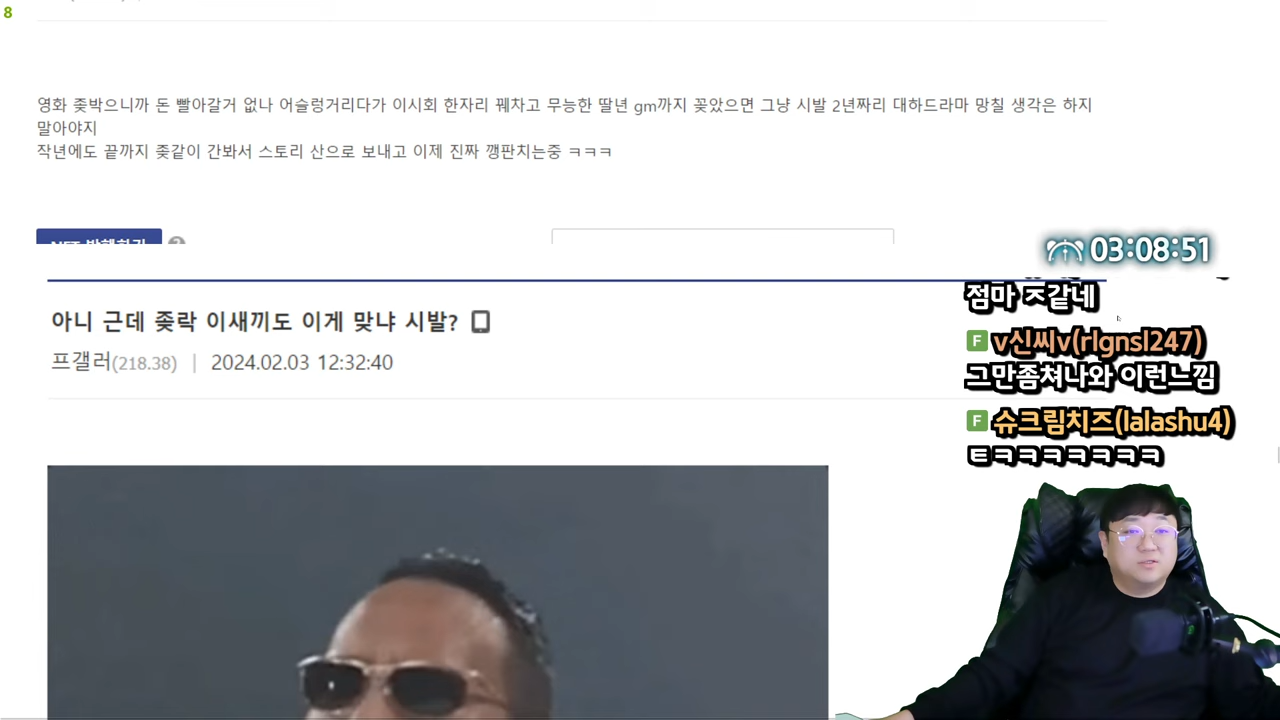 8
영화 좆박으니까 돈 빨아갈거 없나 어슬렁거리다가 이시회 한자리 꿰차고 무능한 딸년 gm까지 꽂았으면 그냥 시발 2년짜리 대하드라마 망칠 생각은 하지
말아야지
작년에도 끝까지 좆같이 간봐서 스토리 산으로 보내고 이제 진짜 깽판치는중 ㅋㅋㅋ
03:08:51
점마 ㅈ같네
아니 근데 좆락 이새끼도 이게 맞냐 시발?
F v신씨v(rlgnsl247)
프갤러(218.38) | 2024.02.03 12:32:40
그만좀쳐나와 이런느낌
F 슈크림치즈(lalashu4)
ㅌㅋㅋㅋㅋㅋㅋㅋ